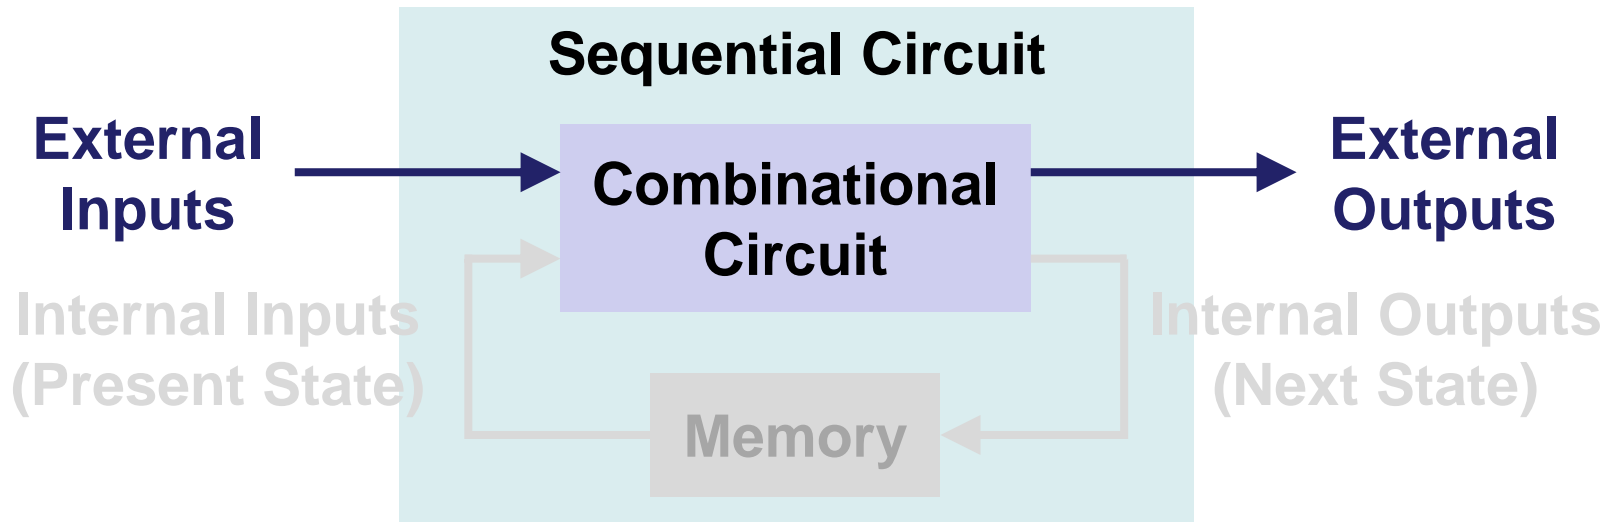 Sequential Circuit
External
Inputs
Combinational
Circuit
External
Outputs
Internal Inputs
(Present State)
Internal Outputs
(Next State)
Memory